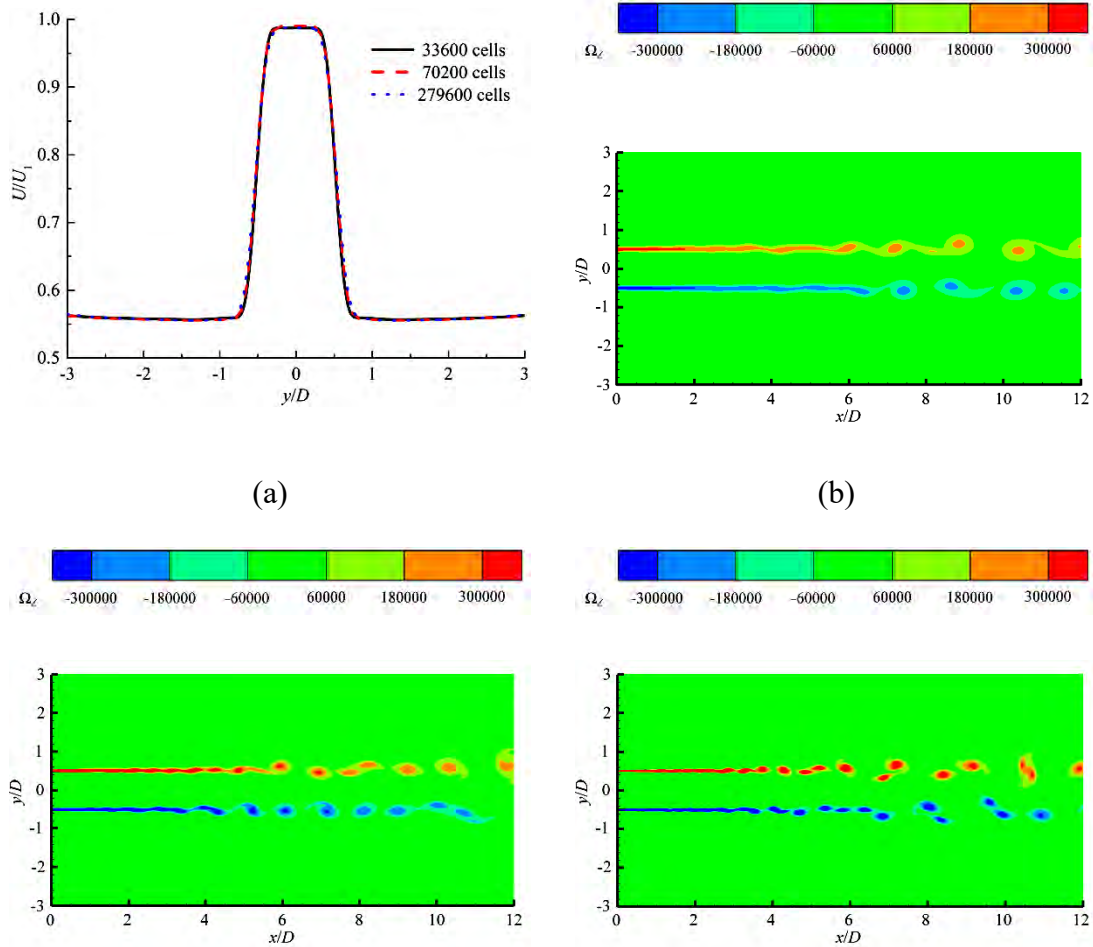 1.0
0.9
0.8
0.7
0.6
0.5
U/U1
-3 -2 -1 0 1 2 3
y/D
33600 cells
70200 cells
279600 cells
(a)
ΩZ -300000 -180000 -60000 60000 180000 300000
3
2
1
0
-1
-2
-3
y/D
0 2 4 6 8 10 12
x/D
(b)
ΩZ -300000 -180000 -60000 60000 180000 300000
3
2
1
0
-1
-2
-3
y/D
0 2 4 6 8 10 12
x/D
ΩZ -300000 -180000 -60000 60000 180000 300000
3
2
1
0
-1
-2
-3
y/D
0 2 4 6 8 10 12
x/D